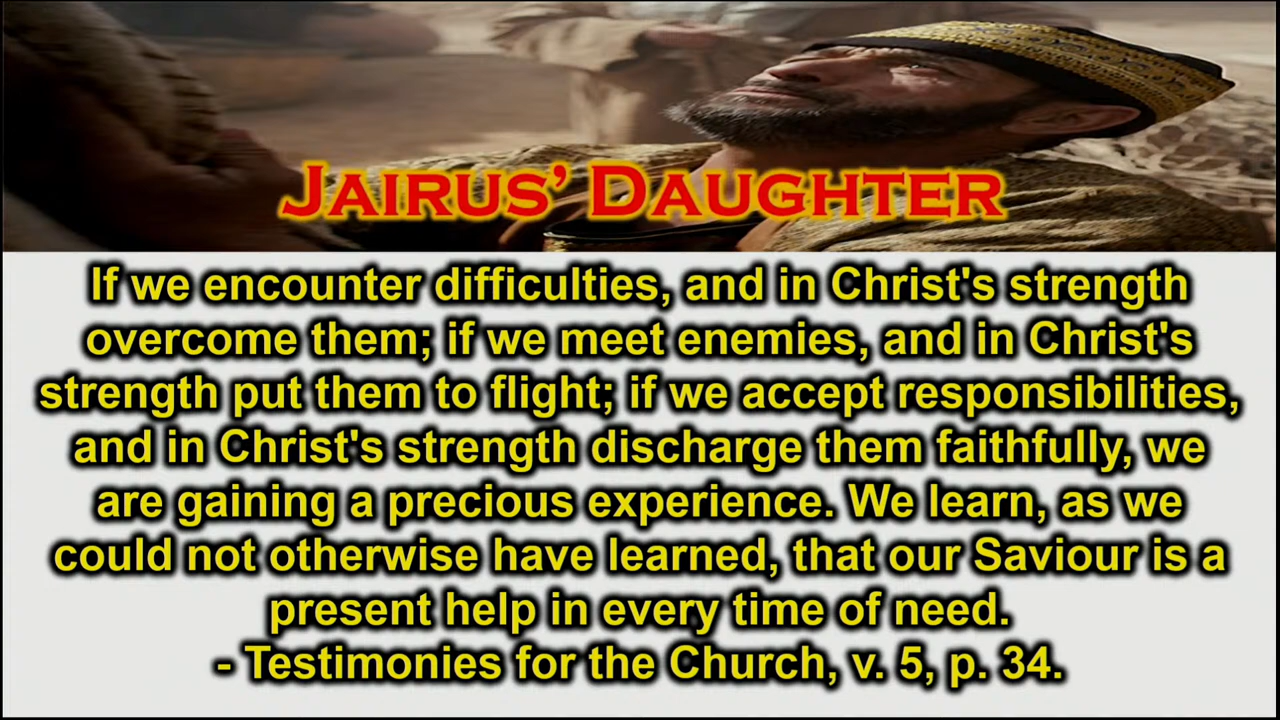 JAIRUS' DAUGHTER
If we encounter difficulties, and in Christ's strength
overcome them; if we meet enemies, and in Christ's
strength put them to flight; if we accept responsibilities,
and in Christ's strength discharge them faithfully, we
are gaining a precious experience. We learn, as we
could not otherwise have learned, that our Saviour is a
present help in every time of need.
- Testimonies for the Church, v. 5, p. 34.